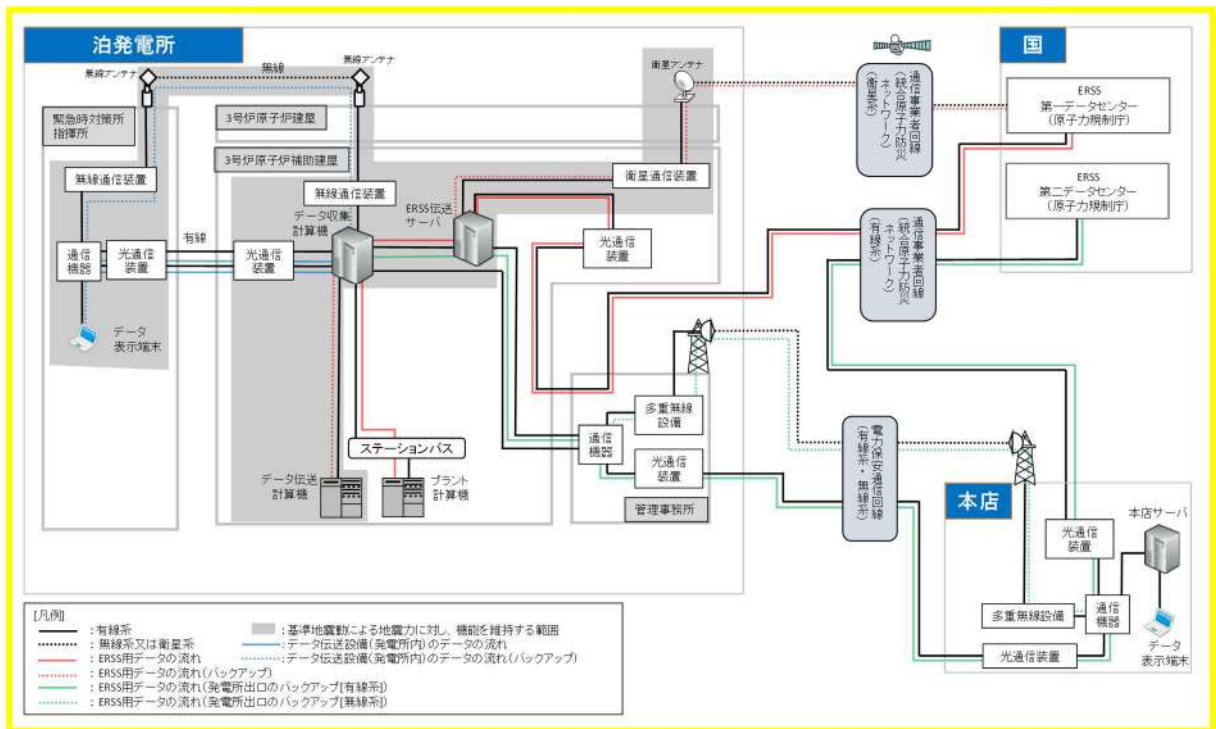 泊発電所
無線アンテナ
無線
無線アンテナ
衛星アンテナ
緊急時対策所
指揮所
3号炉原子炉建屋
3号炉原子炉補助建屋
無線通信装置
無線通信装置
衛星通信装置
データ収集
計算機
ERSS伝送
サーバ
有線
通信
機器
光通信
装置
光通信
装置
光通信
装置
データ
表示端末
ステーションバス
データ伝送
計算機
プラント
計算機
多重無線
設備
通信
機器
光通信
装置
管理事務所
通信事業者回線
(統合原子力防災
ネットワーク)
(衛星系)
通信事業者回線
(統合原子力防災
ネットワーク)
(有線系)
電力保安通信回線
(有線系・無線系)
国
ERSS
第一データセンター
(原子力規制庁)
ERSS
第二データセンター
(原子力規制庁)
本店
本店サーバ
光通信
装置
多重無線設備
通信
機器
光通信装置
データ
表示端末
[凡例]
:有線系
:無線系又は衛星系
:ERSS用データの流れ
:ERSS用データの流れ(バックアップ)
:ERSS用データの流れ(発電所出口のバックアップ[有線系])
:ERSS用データの流れ(発電所出口のバックアップ[無線系])
:基準地震動による地震力に対し、機能を維持する範囲
:データ伝送設備(発電所内)のデータの流れ
:データ伝送設備(発電所内)のデータの流れ(バックアップ)